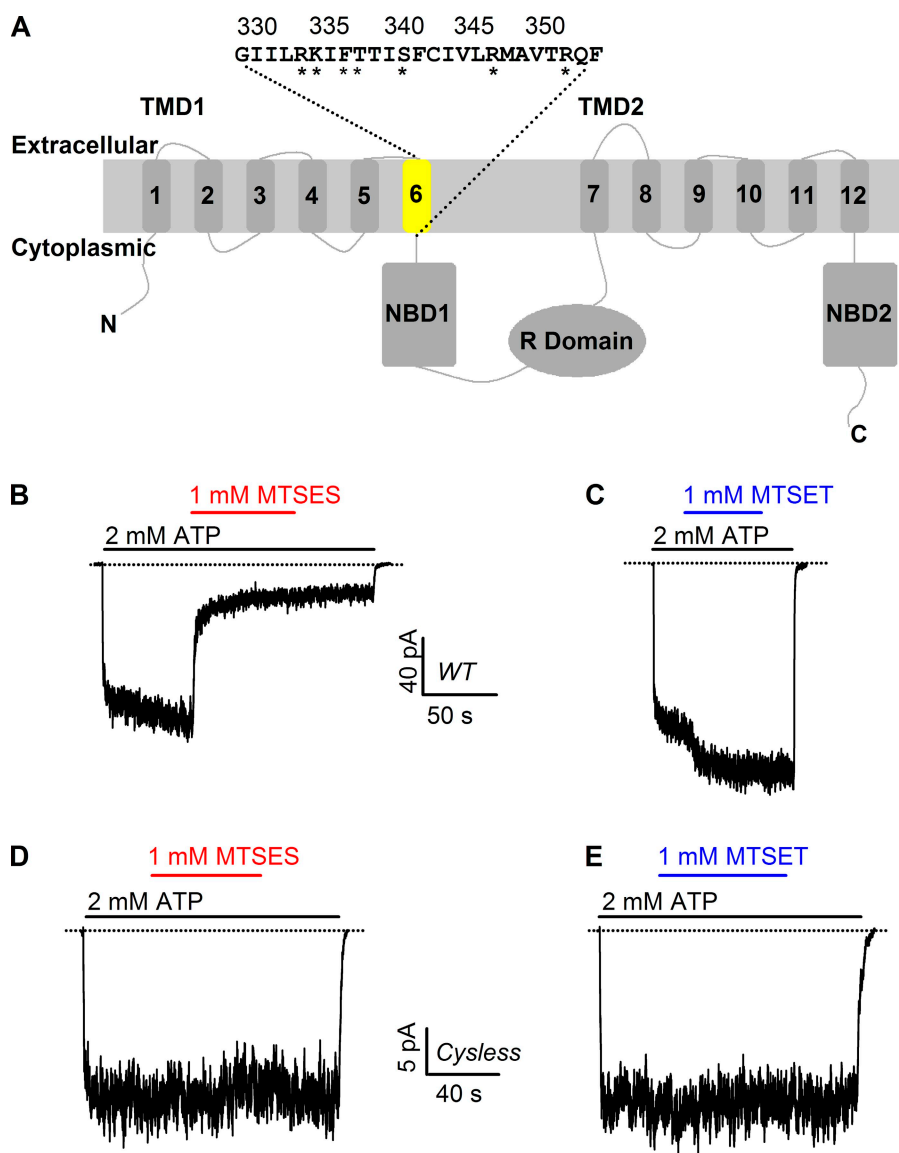 A
330 335 340 345 350
GIILRKIFTTISFCIVLRMAVTRQF
* * * * * * *
TMD1 TMD2
Extracellular
1 2 3 4 5 6 7 8 9 10 11 12
Cytoplasmic
N NBD1 R Domain NBD2
C
B
1 mM MTSES
2 mM ATP
40 pA
WT
50 s
C
1 mM MTSET
2 mM ATP
D
1 mM MTSES
2 mM ATP
5 pA
Cysless
40 s
E
1 mM MTSET
2 mM ATP